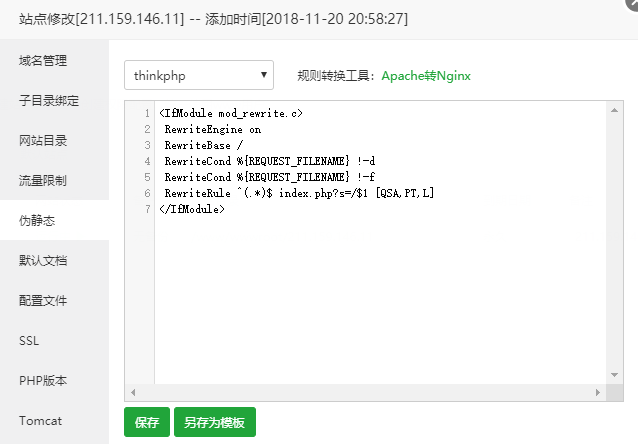 站点修改[211.159.146.11] -- 添加时间[2018-11-20 20:58:27]
域名管理
子目录绑定
网站目录
流量限制
伪静态
默认文档
配置文件
SSL
PHP版本
Tomcat
thinkphp
规则转换工具：Apache转Nginx
1 <IfModule mod_rewrite.c>
2 RewriteEngine on
3 RewriteBase /
4 RewriteCond %{REQUEST_FILENAME} !-d
5 RewriteCond %{REQUEST_FILENAME} !-f
6 RewriteRule ^(.*)$ index.php?s=/$1 [QSA,PT,L]
7 </IfModule>
保存
另存为模板